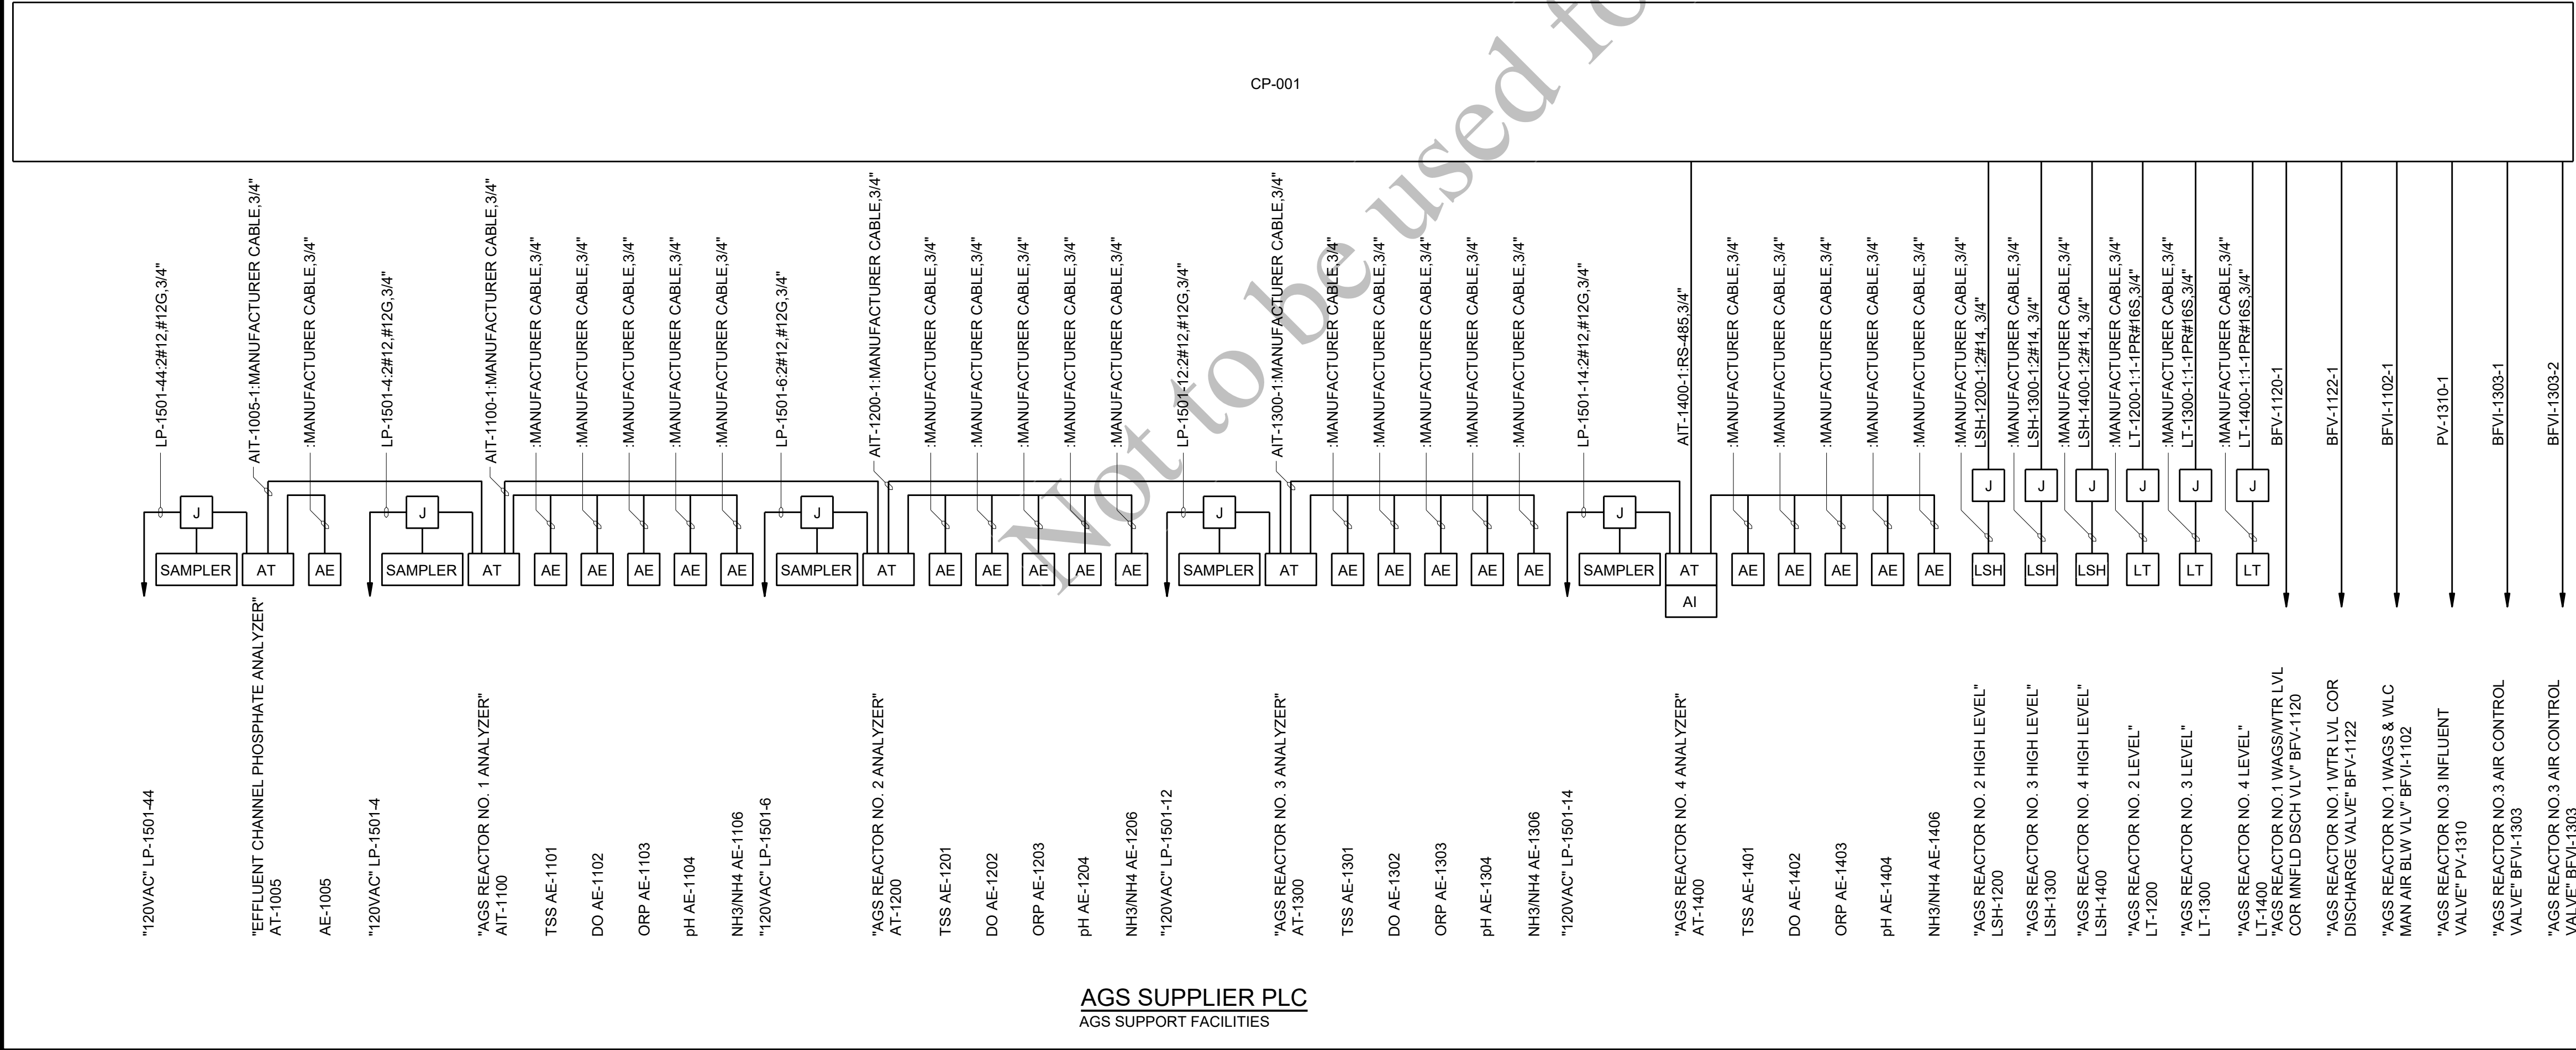 CP-001
LP-1501-44:2#12,#12G,3/4"
AIT-1005-1:MANUFACTURER CABLE,3/4"
:MANUFACTURER CABLE,3/4"
LP-1501-4:2#12,#12G,3/4"
AIT-1100-1:MANUFACTURER CABLE,3/4"
:MANUFACTURER CABLE,3/4"
:MANUFACTURER CABLE,3/4"
:MANUFACTURER CABLE,3/4"
:MANUFACTURER CABLE,3/4"
:MANUFACTURER CABLE,3/4"
LP-1501-6:2#12,#12G,3/4"
AIT-1200-1:MANUFACTURER CABLE,3/4"
:MANUFACTURER CABLE,3/4"
:MANUFACTURER CABLE,3/4"
:MANUFACTURER CABLE,3/4"
:MANUFACTURER CABLE,3/4"
:MANUFACTURER CABLE,3/4"
LP-1501-12:2#12,#12G,3/4"
AIT-1300-1:MANUFACTURER CABLE,3/4"
:MANUFACTURER CABLE,3/4"
:MANUFACTURER CABLE,3/4"
:MANUFACTURER CABLE,3/4"
:MANUFACTURER CABLE,3/4"
:MANUFACTURER CABLE,3/4"
LP-1501-14:2#12,#12G,3/4"
AIT-1400-1:RS-485,3/4"
:MANUFACTURER CABLE,3/4"
:MANUFACTURER CABLE,3/4"
:MANUFACTURER CABLE,3/4"
:MANUFACTURER CABLE,3/4"
:MANUFACTURER CABLE,3/4"
:MANUFACTURER CABLE,3/4"
LSH-1200-1:2#14, 3/4"
:MANUFACTURER CABLE,3/4"
LSH-1300-1:2#14, 3/4"
:MANUFACTURER CABLE,3/4"
LSH-1400-1:2#14, 3/4"
:MANUFACTURER CABLE,3/4"
LT-1200-1:1-1PR#16S,3/4"
:MANUFACTURER CABLE,3/4"
LT-1300-1:1-1PR#16S,3/4"
:MANUFACTURER CABLE,3/4"
LT-1400-1:1-1PR#16S,3/4"
BFV-1120-1
BFV-1122-1
BFVI-1102-1
PV-1310-1
BFVI-1303-1
BFVI-1303-2
J
J
J
J
J
J
J
J
J
J
J
SAMPLER
AT
AE
SAMPLER
AT
AE
AE
AE
AE
AE
SAMPLER
AT
AE
AE
AE
AE
AE
SAMPLER
AT
AE
AE
AE
AE
AE
SAMPLER
AT
AI
AE
AE
AE
AE
AE
LSH
LSH
LSH
LT
LT
LT
"120VAC" LP-1501-44
"EFFLUENT CHANNEL PHOSPHATE ANALYZER"
AT-1005
AE-1005
"120VAC" LP-1501-4
"AGS REACTOR NO. 1 ANALYZER"
AIT-1100
TSS AE-1101
DO AE-1102
ORP AE-1103
pH AE-1104
NH3/NH4 AE-1106
"120VAC" LP-1501-6
"AGS REACTOR NO. 2 ANALYZER"
AT-1200
TSS AE-1201
DO AE-1202
ORP AE-1203
pH AE-1204
NH3/NH4 AE-1206
"120VAC" LP-1501-12
"AGS REACTOR NO. 3 ANALYZER"
AT-1300
TSS AE-1301
DO AE-1302
ORP AE-1303
pH AE-1304
NH3/NH4 AE-1306
"120VAC" LP-1501-14
"AGS REACTOR NO. 4 ANALYZER"
AT-1400
TSS AE-1401
DO AE-1402
ORP AE-1403
pH AE-1404
NH3/NH4 AE-1406
"AGS REACTOR NO. 2 HIGH LEVEL"
LSH-1200
"AGS REACTOR NO. 3 HIGH LEVEL"
LSH-1300
"AGS REACTOR NO. 4 HIGH LEVEL"
LSH-1400
"AGS REACTOR NO. 2 LEVEL"
LT-1200
"AGS REACTOR NO. 3 LEVEL"
LT-1300
"AGS REACTOR NO. 4 LEVEL"
LT-1400
"AGS REACTOR NO.1 WAGS/WTR LVL
COR MNFLD DSCH VLV" BFV-1120
"AGS REACTOR NO.1 WTR LVL COR
DISCHARGE VALVE" BFV-1122
"AGS REACTOR NO.1 WAGS & WLC
MAN AIR BLW VLV" BFVI-1102
"AGS REACTOR NO.3 INFLUENT
VALVE" PV-1310
"AGS REACTOR NO.3 AIR CONTROL
VALVE" BFVI-1303
"AGS REACTOR NO.3 AIR CONTROL
VALVE" BFVI-1303
AGS SUPPLIER PLC
AGS SUPPORT FACILITIES
Not to be used fo